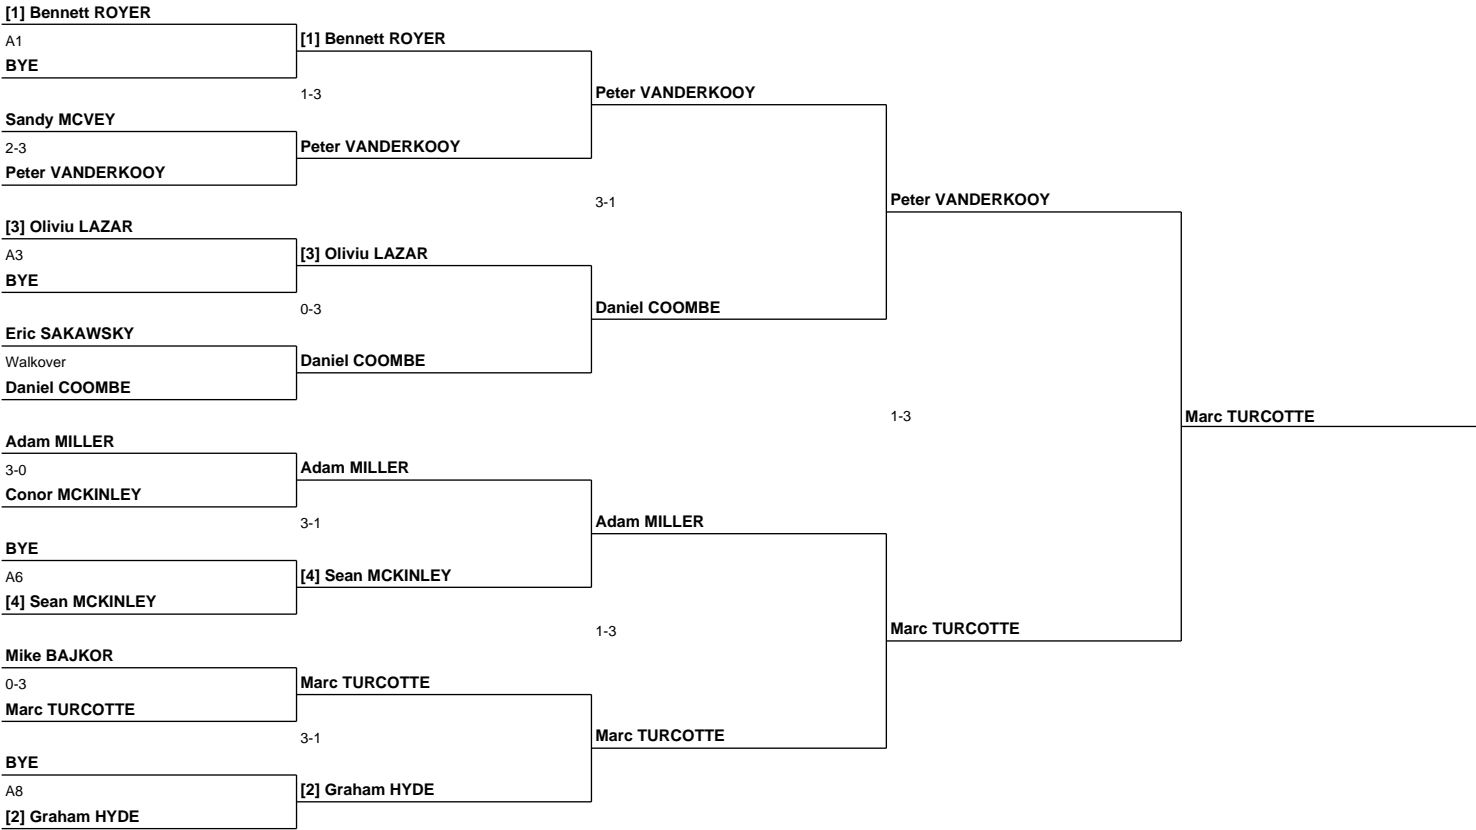 [1] Bennett ROYER
A1
BYE
Sandy MCVEY
2-3
Peter VANDERKOOY
[3] Oliviu LAZAR
A3
BYE
Eric SAKAWSKY
Walkover
Daniel COOMBE
Adam MILLER
3-0
Conor MCKINLEY
BYE
A6
[4] Sean MCKINLEY
Mike BAJKOR
0-3
Marc TURCOTTE
BYE
A8
[2] Graham HYDE
[1] Bennett ROYER
1-3
Peter VANDERKOOY
[3] Oliviu LAZAR
0-3
Daniel COOMBE
Adam MILLER
3-1
[4] Sean MCKINLEY
Marc TURCOTTE
3-1
[2] Graham HYDE
Peter VANDERKOOY
3-1
Daniel COOMBE
Adam MILLER
1-3
Marc TURCOTTE
Peter VANDERKOOY
1-3
Marc TURCOTTE
Marc TURCOTTE